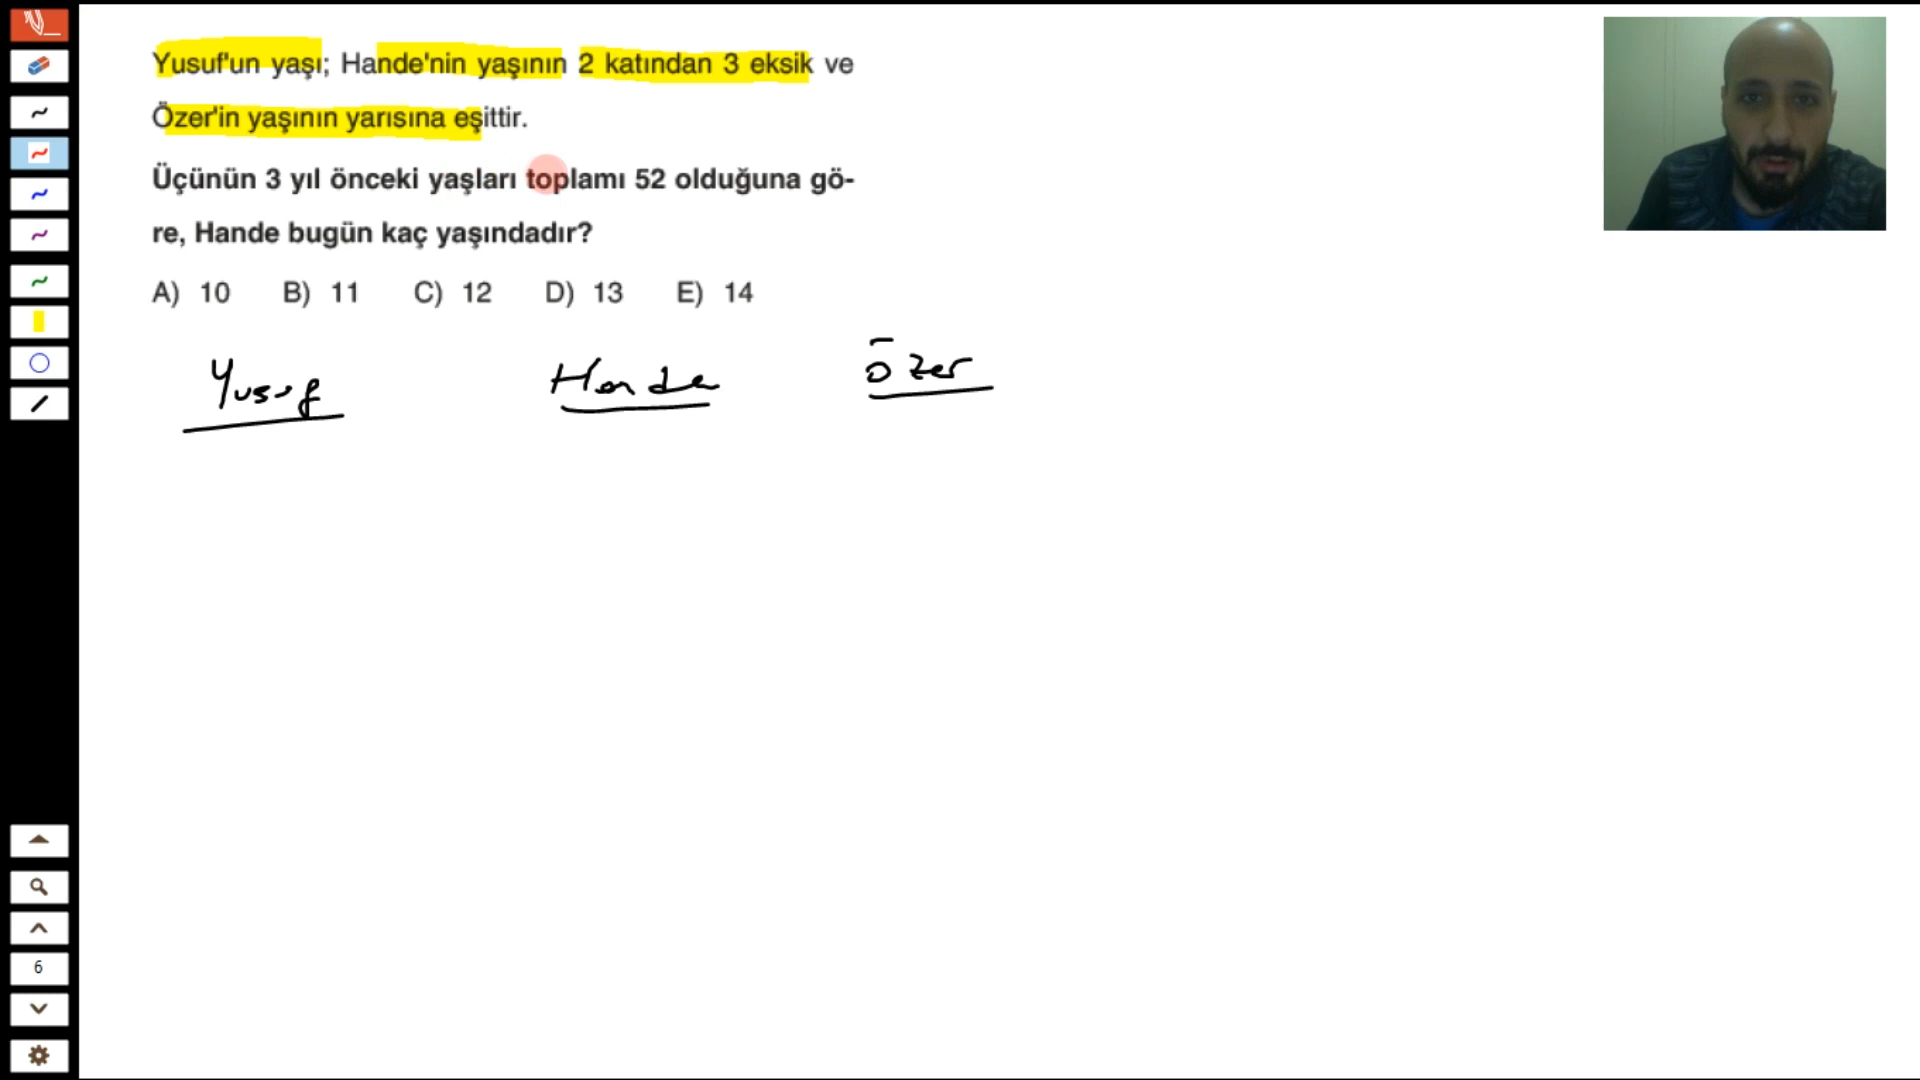 Yusuf'un yaşı; Hande'nin yaşının 2 katından 3 eksik ve
Özer'in yaşının yarısına eşittir.
Üçünün 3 yıl önceki yaşları toplamı 52 olduğuna gö-
re, Hande bugün kaç yaşındadır?
A) 10 B) 11 C) 12 D) 13 E) 14
Yusuf Hande Özer
6